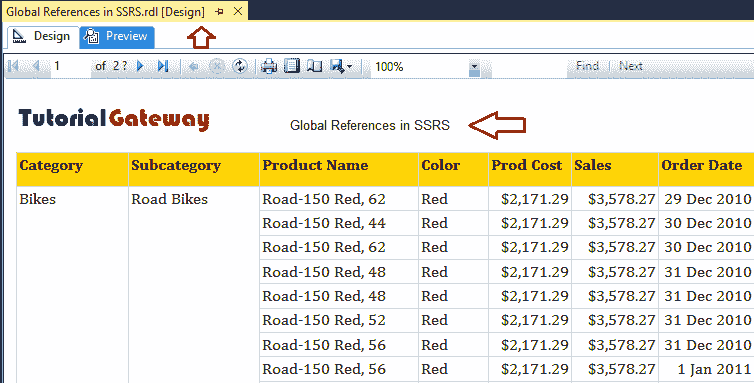 Global References in SSRS.rdl [Design]
Design Preview
1 of 2 ? 100% Find Next
TutorialGateway
Global References in SSRS
Category Subcategory Product Name Color Prod Cost Sales Order Date
Bikes Road Bikes Road-150 Red, 62 Red $2,171.29 $3,578.27 29 Dec 2010
Road-150 Red, 44 Red $2,171.29 $3,578.27 30 Dec 2010
Road-150 Red, 62 Red $2,171.29 $3,578.27 30 Dec 2010
Road-150 Red, 48 Red $2,171.29 $3,578.27 31 Dec 2010
Road-150 Red, 48 Red $2,171.29 $3,578.27 31 Dec 2010
Road-150 Red, 52 Red $2,171.29 $3,578.27 31 Dec 2010
Road-150 Red, 56 Red $2,171.29 $3,578.27 31 Dec 2010
Road-150 Red, 56 Red $2,171.29 $3,578.27 1 Jan 2011